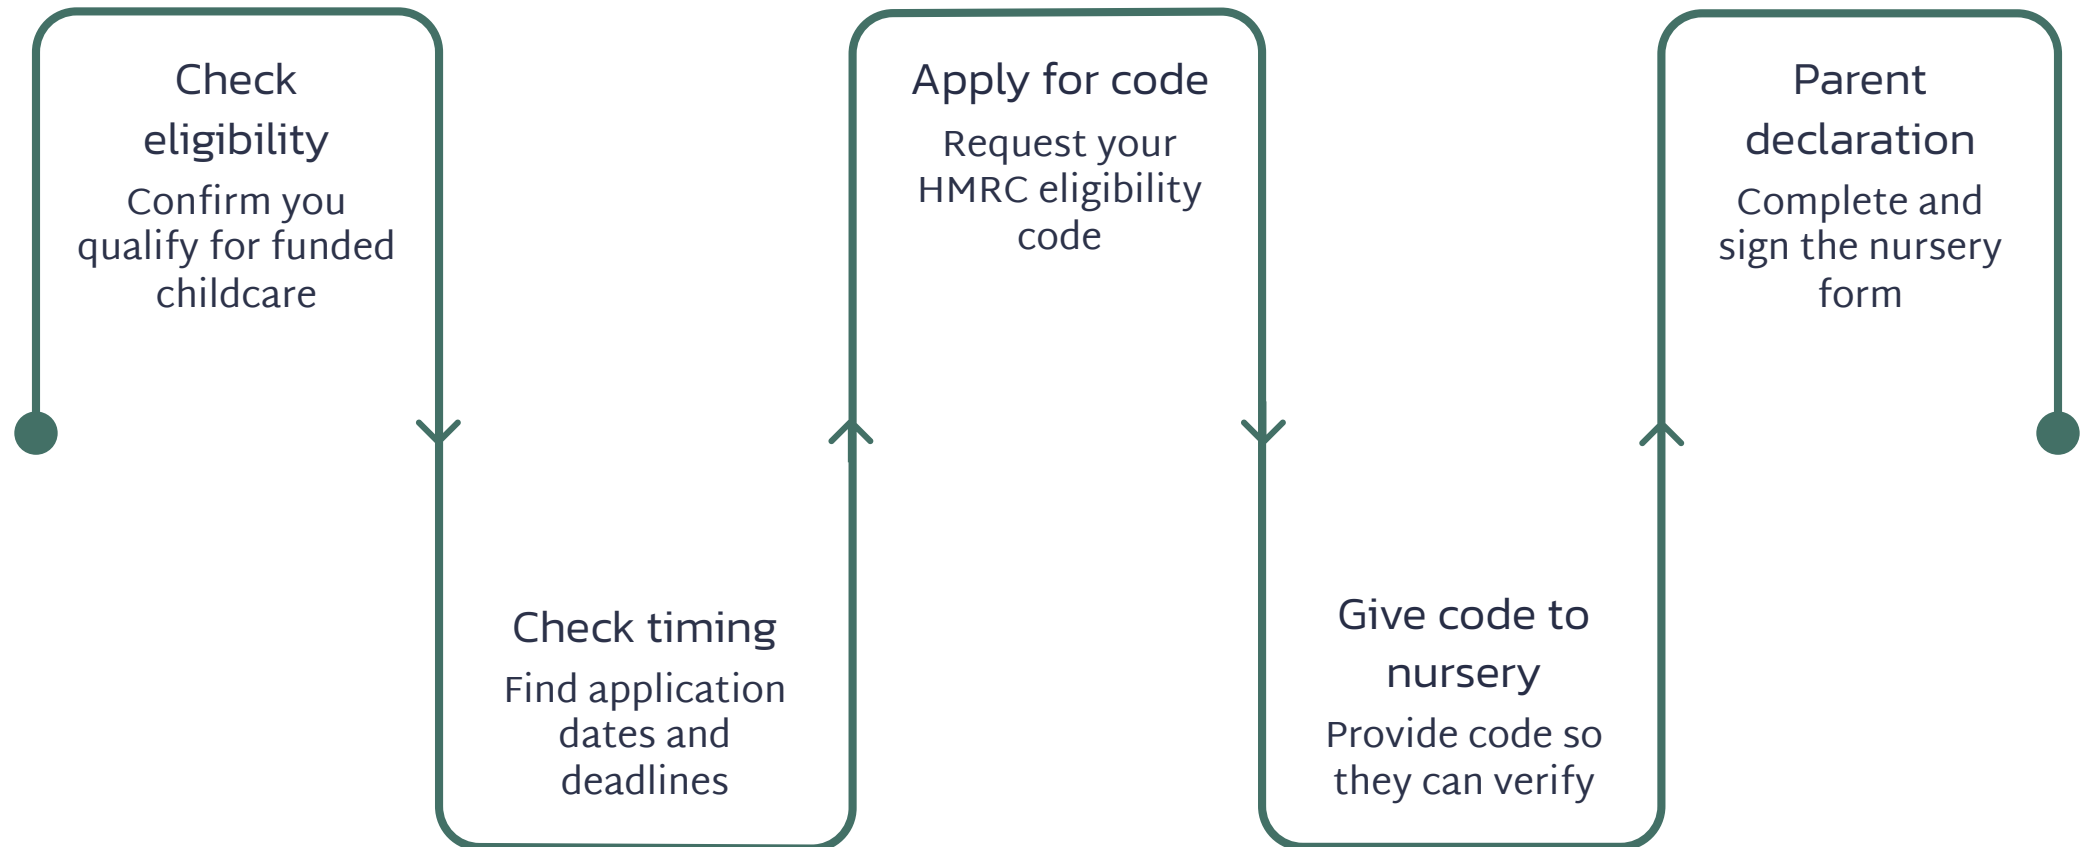 Check
eligibility
Confirm you
qualify for funded
childcare
Check timing
Find application
dates and
deadlines
Apply for code
Request your
HMRC eligibility
code
Give code to
nursery
Provide code so
they can verify
Parent
declaration
Complete and
sign the nursery
form